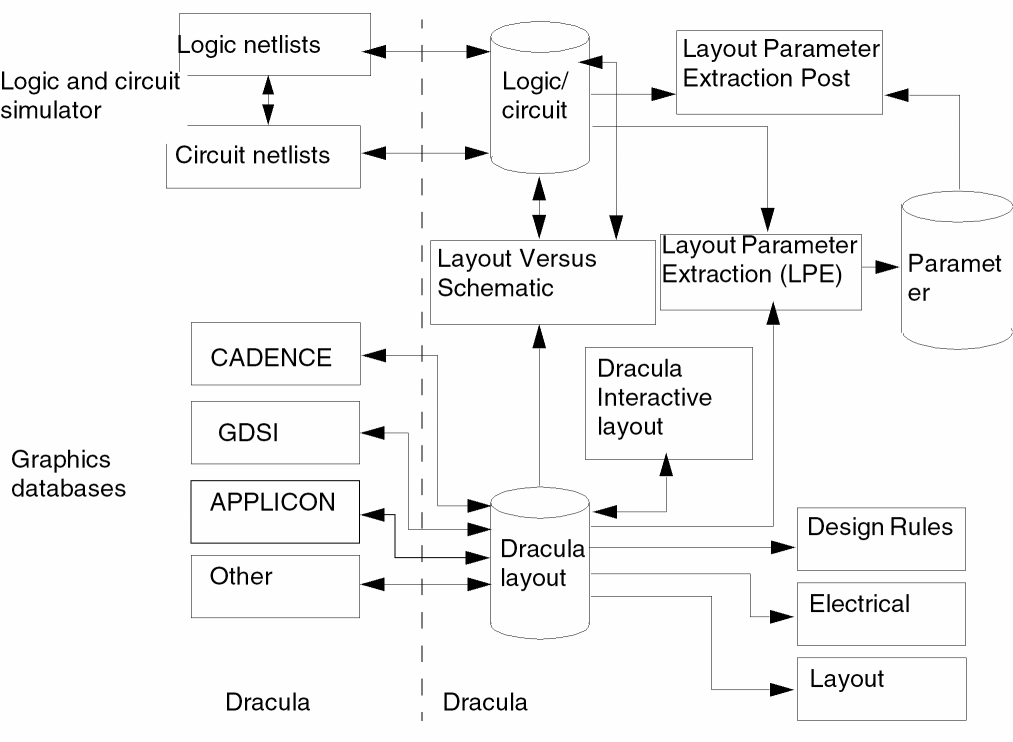 Logic netlists
Logic and circuit
simulator
Circuit netlists
Logic/
circuit
Layout Parameter
Extraction Post
Layout Versus
Schematic
Layout Parameter
Extraction (LPE)
Paramet
er
CADENCE
GDSI
Graphics
databases
APPLICON
Other
Dracula
Interactive
layout
Dracula
layout
Design Rules
Electrical
Layout
Dracula
Dracula